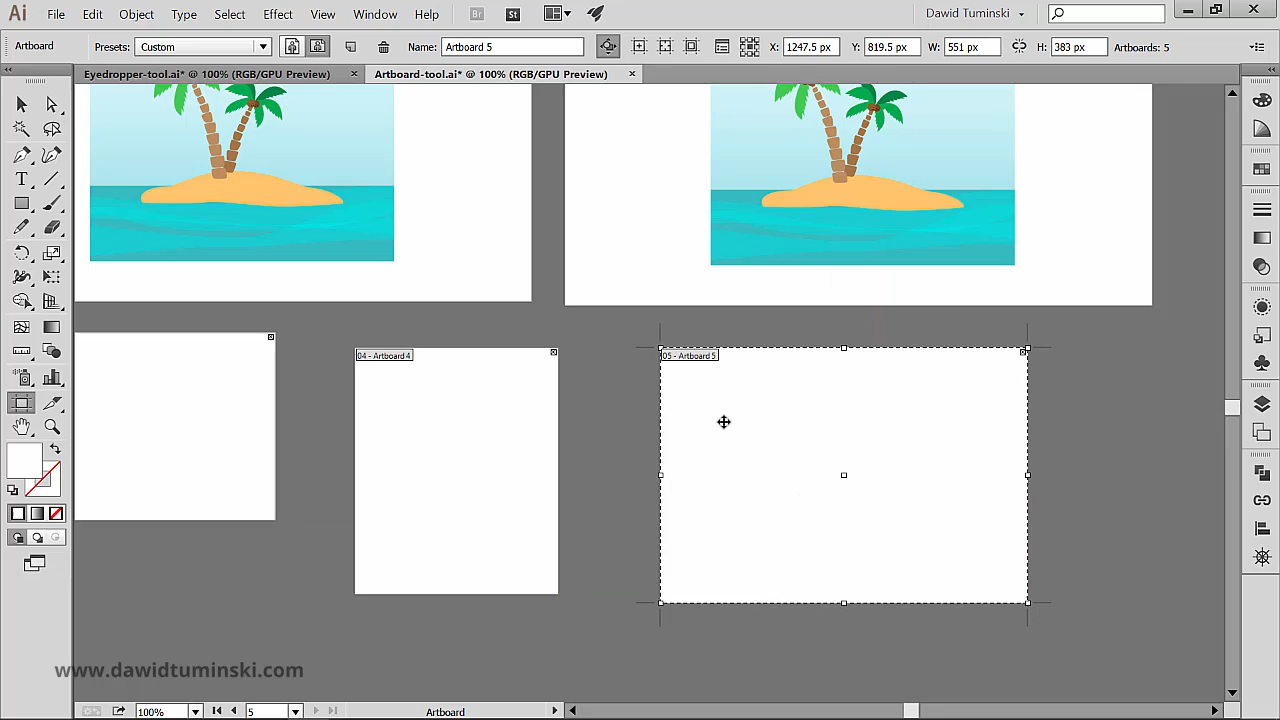 Ai File Edit Object Type Select Effect View Window Help Br St Dawid Tuminski
Artboard Presets: Custom Name: Artboard 5 X: 1247.5 px Y: 819.5 px W: 551 px H: 383 px Artboards: 5
Eyedropper-tool.ai* @ 100% (RGB/GPU Preview) × Artboard-tool.ai* @ 100% (RGB/GPU Preview) ×
04 - Artboard 4
05 - Artboard 5
www.dawidtuminski.com
100% 5 Artboard